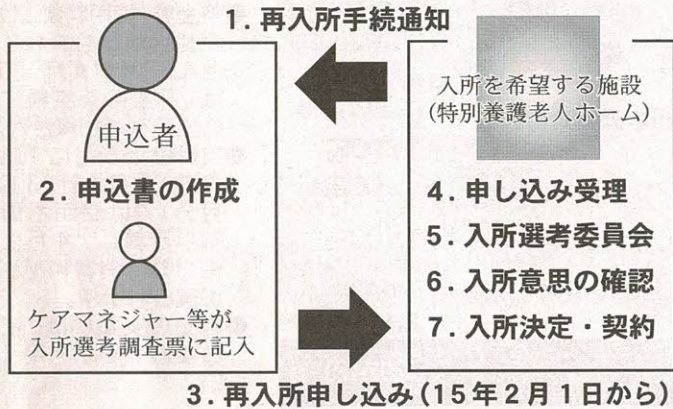 1. 再入所手続通知
申込者
2. 申込書の作成
ケアマネジャー等が
入所選考調査票に記入
入所を希望する施設
(特別養護老人ホーム)
4. 申し込み受理
5. 入所選考委員会
6. 入所意思の確認
7. 入所決定・契約
3. 再入所申し込み(15年2月1日から)